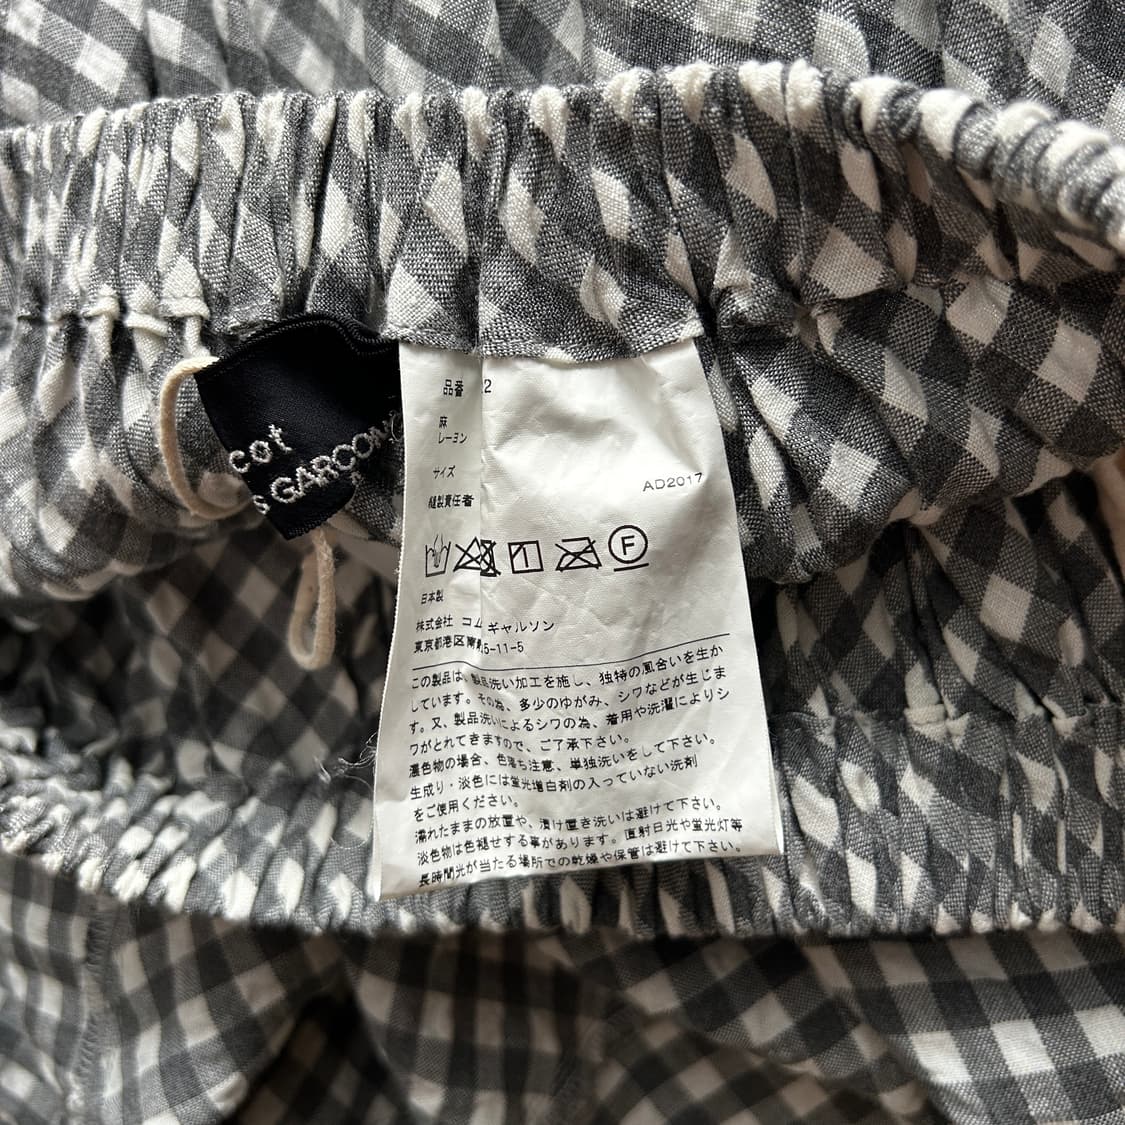 cot
S GARCON
品番 2
麻
レーヨン
サイズ
AD2017
縫製責任者
F
日本製
株式会社 コム ギャルソン
東京都港区南 5-11-5
この製品は、製品洗い加工を施し、独特の風合いを生か
しています。その為、多少のゆがみ、シワなどが生じま
す。又、製品洗いによるシワの為、着用や洗濯によりシ
ワがとれてきますので、ご了承下さい。
濃色物の場合、色落ち注意、単独洗いをして下さい。
生成り・淡色には蛍光増白剤の入っていない洗剤
をご使用ください。
濡れたままの放置や、漬け置き洗いは避けて下さい。
淡色物は色褪せする事があります。直射日光や蛍光灯等
長時間光が当たる場所での乾燥や保管は避けて下さい。